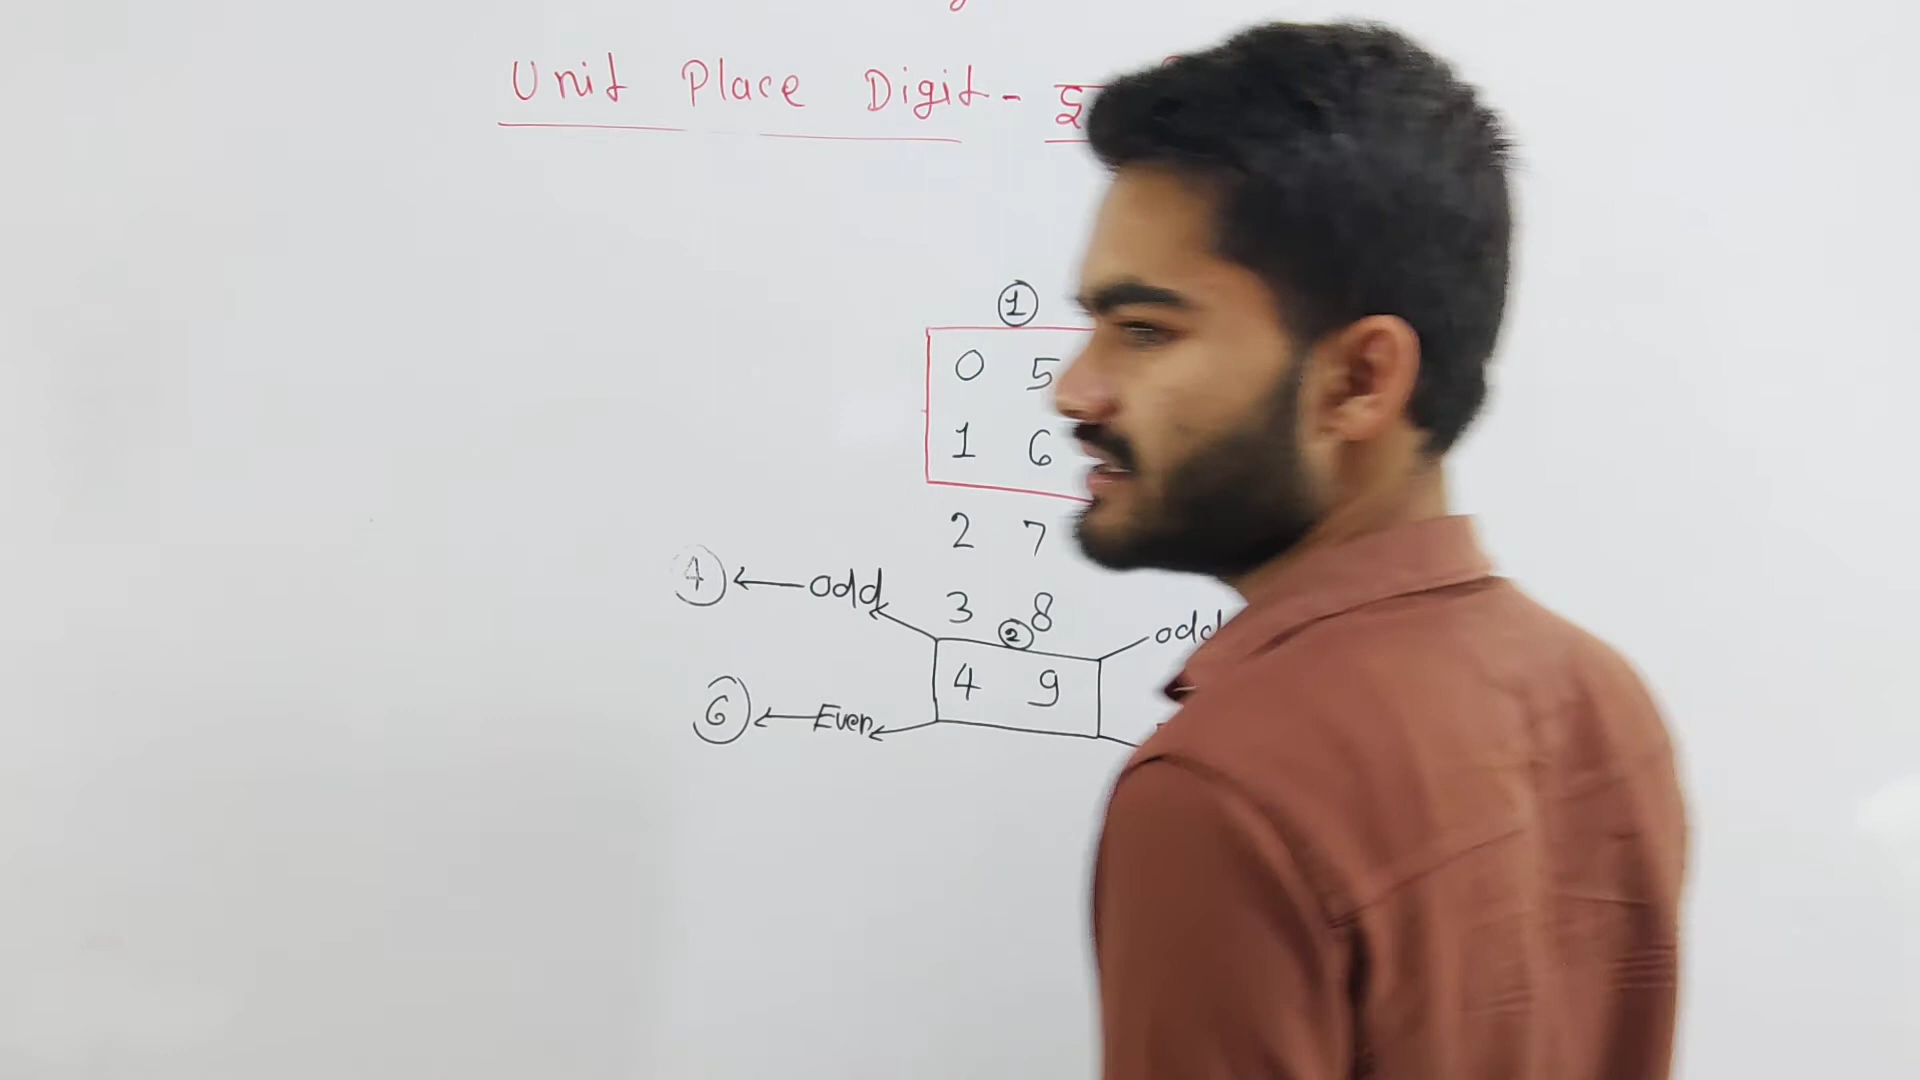 Unit Place Digit -
1
0 5
1 6
2 7
4 ← odd 3 8 odd
2
4 9
6 ← Even